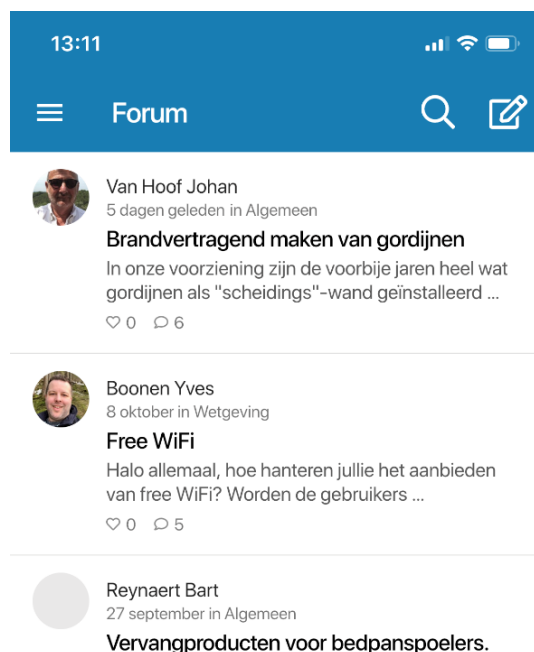 13:11
Forum
Van Hoof Johan
5 dagen geleden in Algemeen
Brandvertragend maken van gordijnen
In onze voorziening zijn de voorbije jaren heel wat
gordijnen als "scheidings"-wand geïnstalleerd ...
0 6
Boonen Yves
8 oktober in Wetgeving
Free WiFi
Halo allemaal, hoe hanteren jullie het aanbieden
van free WiFi? Worden de gebruikers ...
0 5
Reynaert Bart
27 september in Algemeen
Vervangproducten voor bedpanspoelers.